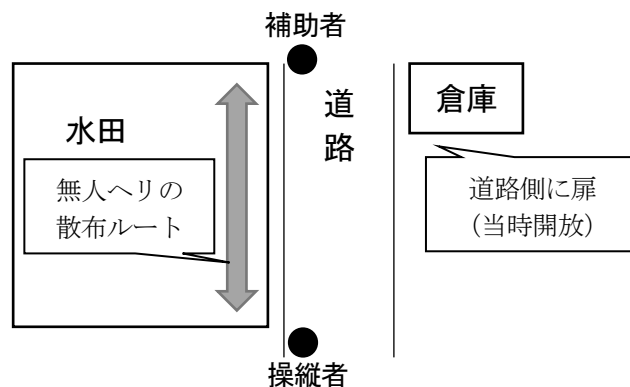 補助者
道路
倉庫
水田
無人ヘリの
散布ルート
道路側に扉
(当時開放)
操縦者